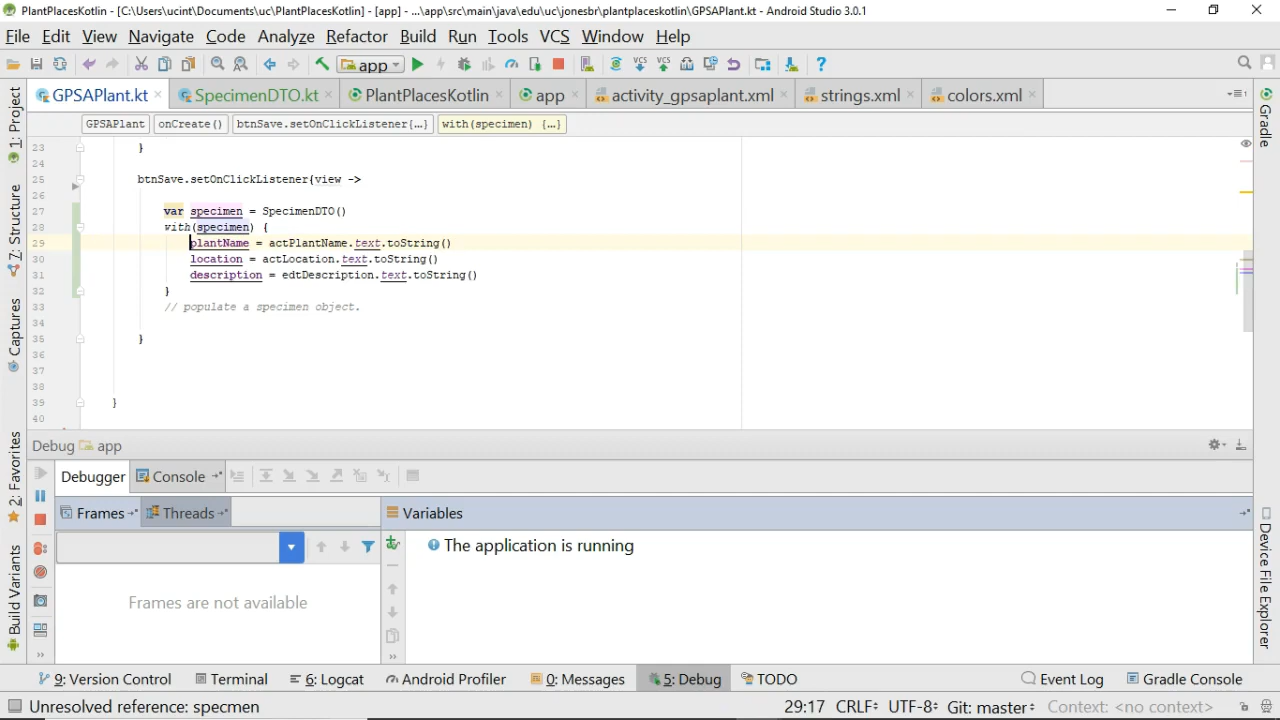 PlantPlacesKotlin - [C:\Users\ucint\Documents\uc\PlantPlacesKotlin] - [app] - ...\app\src\main\java\edu\uc\jonesbr\plantplaceskotlin\GPSAPlant.kt - Android Studio 3.0.1
File Edit View Navigate Code Analyze Refactor Build Run Tools VCS Window Help
app VCS VCS ?
GPSAPlant.kt SpecimenDTO.kt PlantPlacesKotlin app activity_gpsaplant.xml strings.xml colors.xml
GPSAPlant onCreate() btnSave.setOnClickListener{...} with(specimen) {...}
1: Project
7: Structure
Captures
2: Favorites
Build Variants
23 }
24
25 btnSave.setOnClickListener{view ->
26
27 var specimen = SpecimenDTO()
28 with(specimen) {
29 plantName = actPlantName.text.toString()
30 location = actLocation.text.toString()
31 description = edtDescription.text.toString()
32 }
33 // populate a specimen object.
34
35 }
36
37
38
39 }
40
Gradle
Device File Explorer
Debug app
Debugger Console
Frames Threads Variables
The application is running
Frames are not available
9: Version Control Terminal 6: Logcat Android Profiler 0: Messages 5: Debug TODO Event Log Gradle Console
Unresolved reference: specmen 29:17 CRLF UTF-8 Git: master Context: <no context>